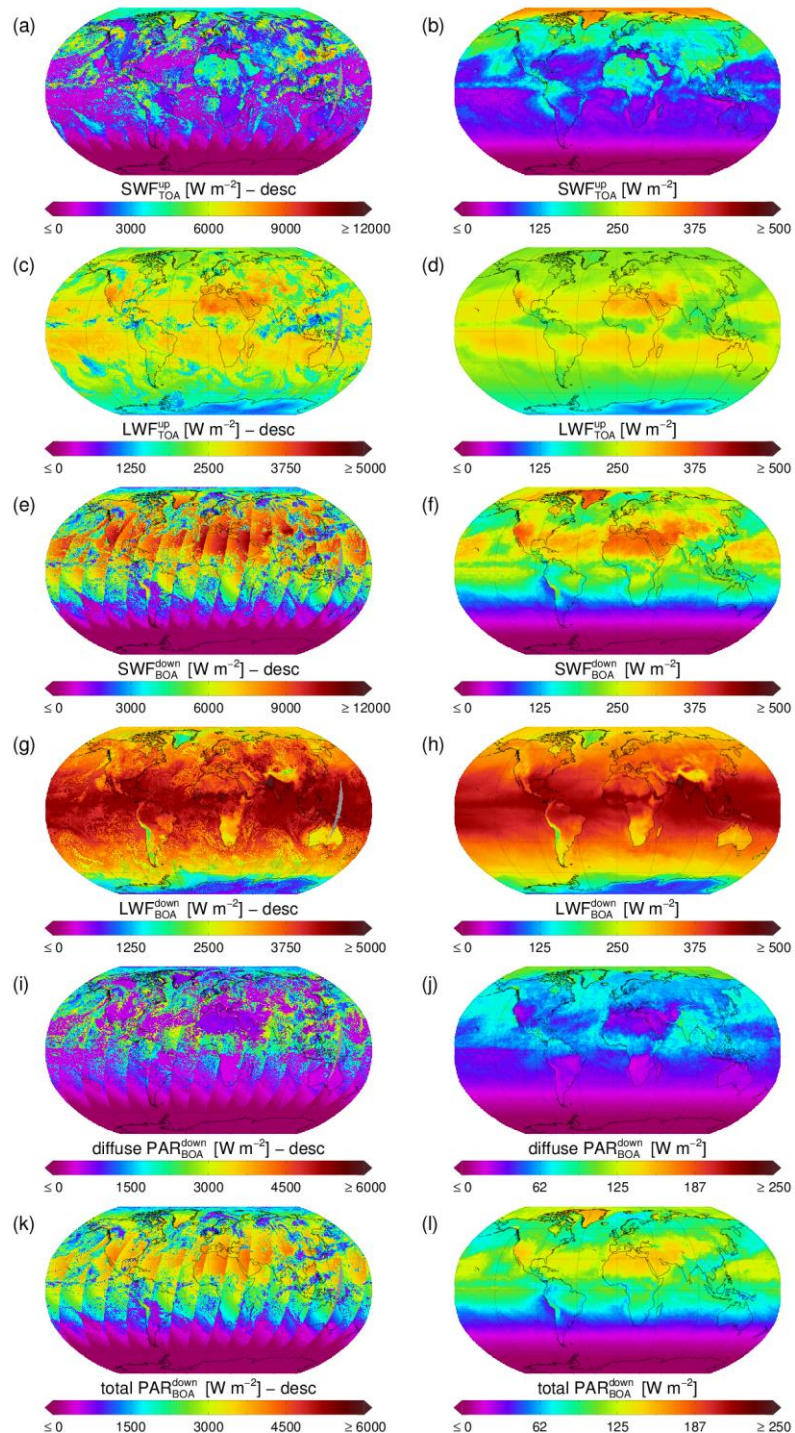 (a) (b)
SWF^up_TOA [W m⁻²] – desc SWF^up_TOA [W m⁻²]
≤ 0 3000 6000 9000 ≥ 12000 ≤ 0 125 250 375 ≥ 500
(c) (d)
LWF^up_TOA [W m⁻²] – desc LWF^up_TOA [W m⁻²]
≤ 0 1250 2500 3750 ≥ 5000 ≤ 0 125 250 375 ≥ 500
(e) (f)
SWF^down_BOA [W m⁻²] – desc SWF^down_BOA [W m⁻²]
≤ 0 3000 6000 9000 ≥ 12000 ≤ 0 125 250 375 ≥ 500
(g) (h)
LWF^down_BOA [W m⁻²] – desc LWF^down_BOA [W m⁻²]
≤ 0 1250 2500 3750 ≥ 5000 ≤ 0 125 250 375 ≥ 500
(i) (j)
diffuse PAR^down_BOA [W m⁻²] – desc diffuse PAR^down_BOA [W m⁻²]
≤ 0 1500 3000 4500 ≥ 6000 ≤ 0 62 125 187 ≥ 250
(k) (l)
total PAR^down_BOA [W m⁻²] – desc total PAR^down_BOA [W m⁻²]
≤ 0 1500 3000 4500 ≥ 6000 ≤ 0 62 125 187 ≥ 250